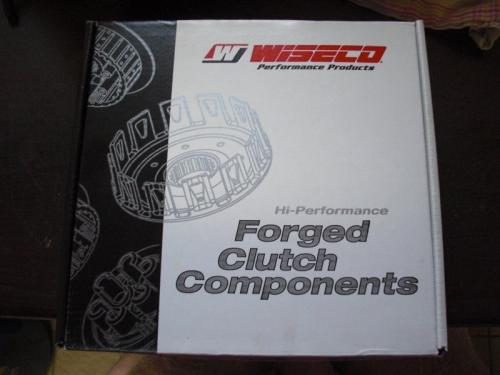 W WISECO
Performance Products
Hi-Performance
Forged
Clutch
Components